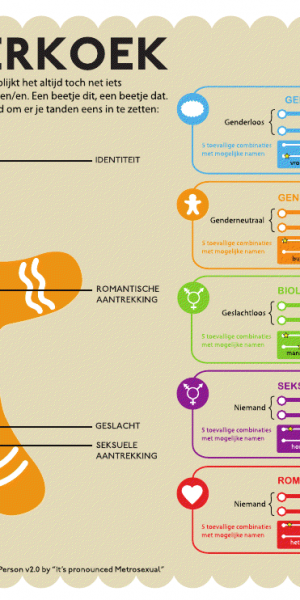 ERKOEK
blijkt het altijd toch net iets
en/en. Een beetje dit, een beetje dat.
d om er je tanden eens in te zetten:
IDENTITEIT
ROMANTISCHE
AANTREKKING
GESLACHT
SEKSUELE
AANTREKKING
Person v2.0 by "It's pronounced Metrosexual"
GE
Genderloos
5 toevallige combinaties
met mogelijke namen
vro
GEN
Genderneutraal
5 toevallige combinaties
met mogelijke namen
BIOL
Geslachtloos
5 toevallige combinaties
met mogelijke namen
man
SEKS
Niemand
5 toevallige combinaties
met mogelijke namen
ho
ROM
Niemand
5 toevallige combinaties
met mogelijke namen
het